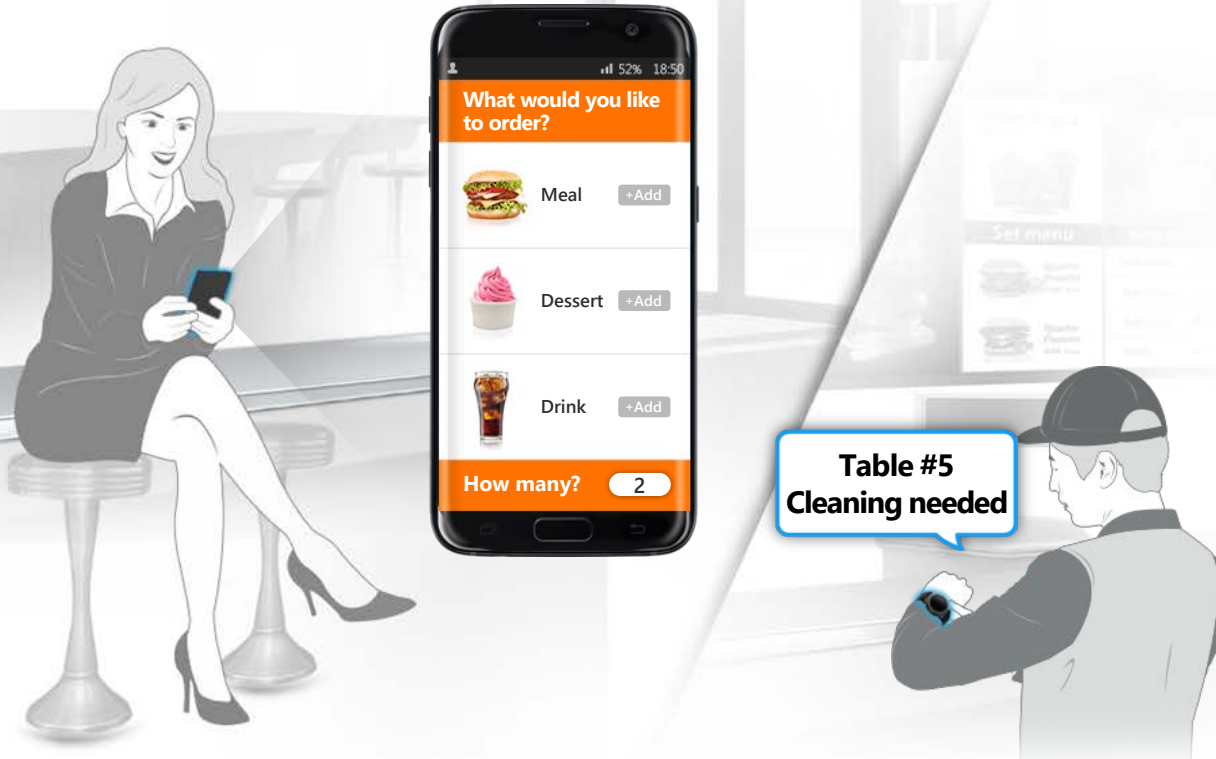 52% 18:50
What would you like
to order?
Meal +Add
Dessert +Add
Drink +Add
How many? 2
Set menu
Table #5
Cleaning needed